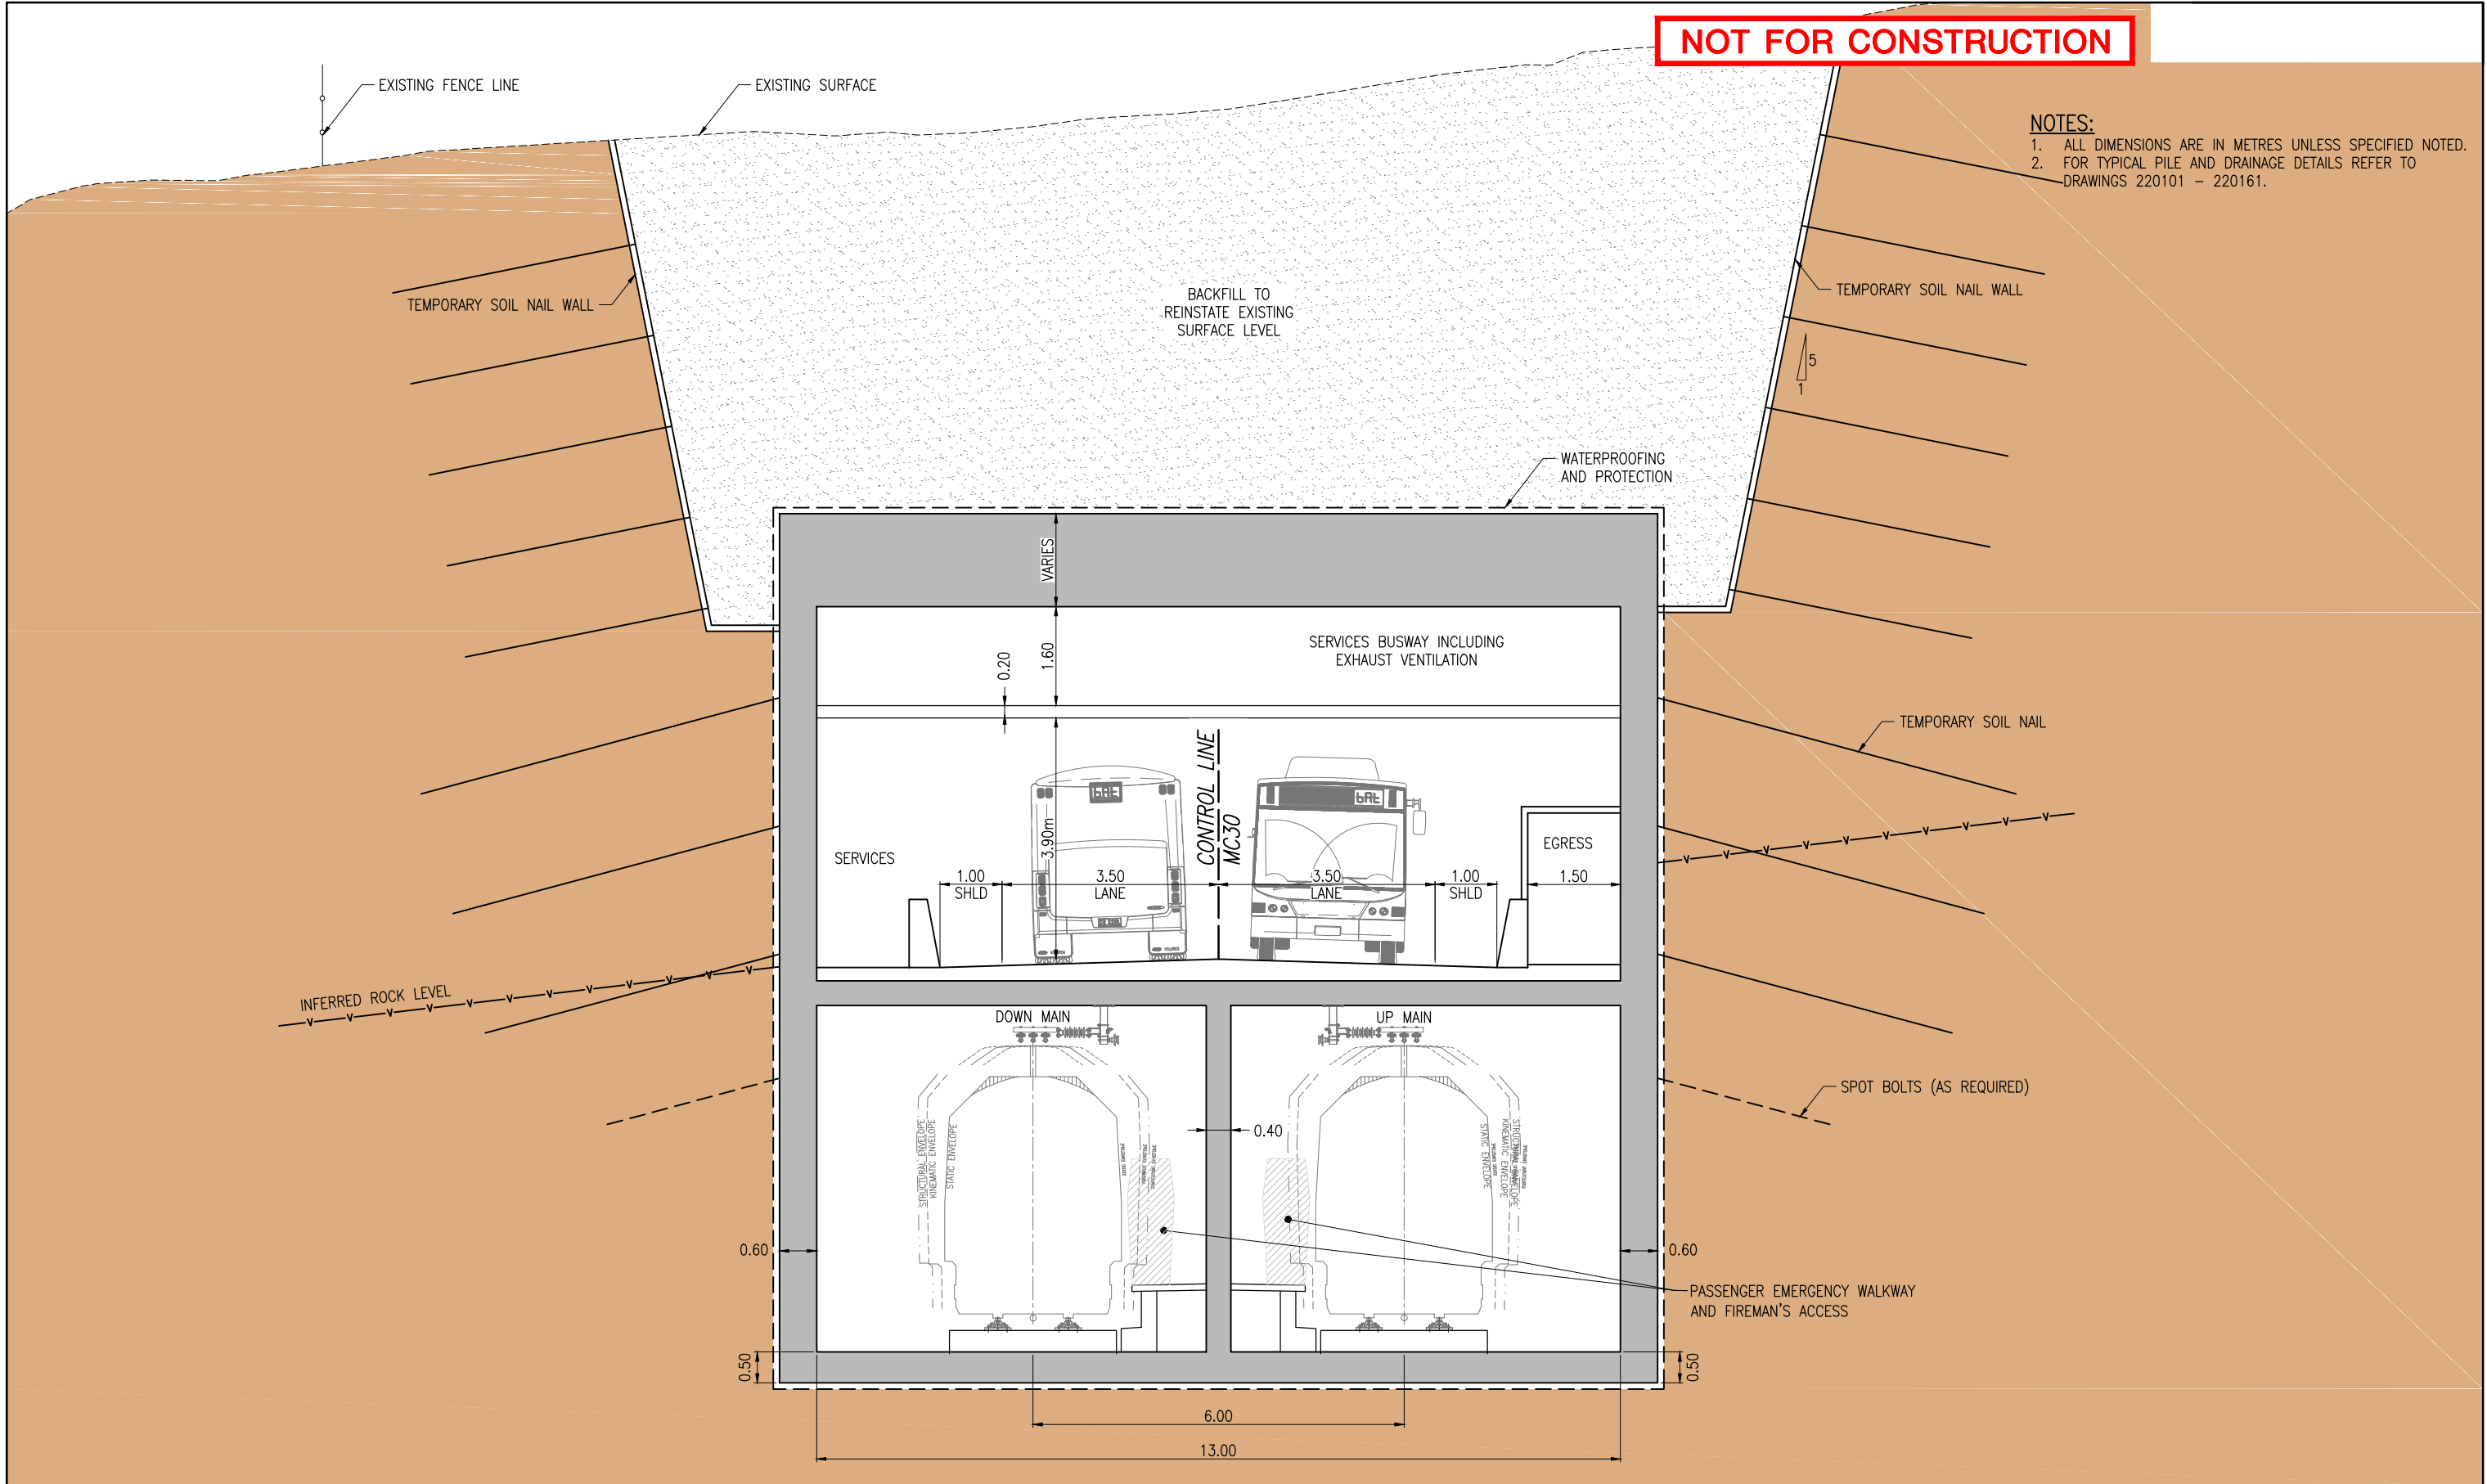 NOT FOR CONSTRUCTION
EXISTING FENCE LINE
EXISTING SURFACE
NOTES:
1. ALL DIMENSIONS ARE IN METRES UNLESS SPECIFIED NOTED.
2. FOR TYPICAL PILE AND DRAINAGE DETAILS REFER TO
DRAWINGS 220101 - 220161.
TEMPORARY SOIL NAIL WALL
BACKFILL TO
REINSTATE EXISTING
SURFACE LEVEL
TEMPORARY SOIL NAIL WALL
5
1
WATERPROOFING
AND PROTECTION
VARIES
1.60
0.20
SERVICES BUSWAY INCLUDING
EXHAUST VENTILATION
TEMPORARY SOIL NAIL
CONTROL LINE
MC30
3.90m
bAt
bAt
SERVICES
EGRESS
1.00
SHLD
3.50
LANE
3.50
LANE
1.00
SHLD
1.50
INFERRED ROCK LEVEL
DOWN MAIN
UP MAIN
SPOT BOLTS (AS REQUIRED)
0.40
STRUCTURAL ENVELOPE
KINEMATIC ENVELOPE
STATIC ENVELOPE
STATIC ENVELOPE
KINEMATIC ENVELOPE
0.60
0.60
PASSENGER EMERGENCY WALKWAY
AND FIREMAN'S ACCESS
0.50
0.50
6.00
13.00